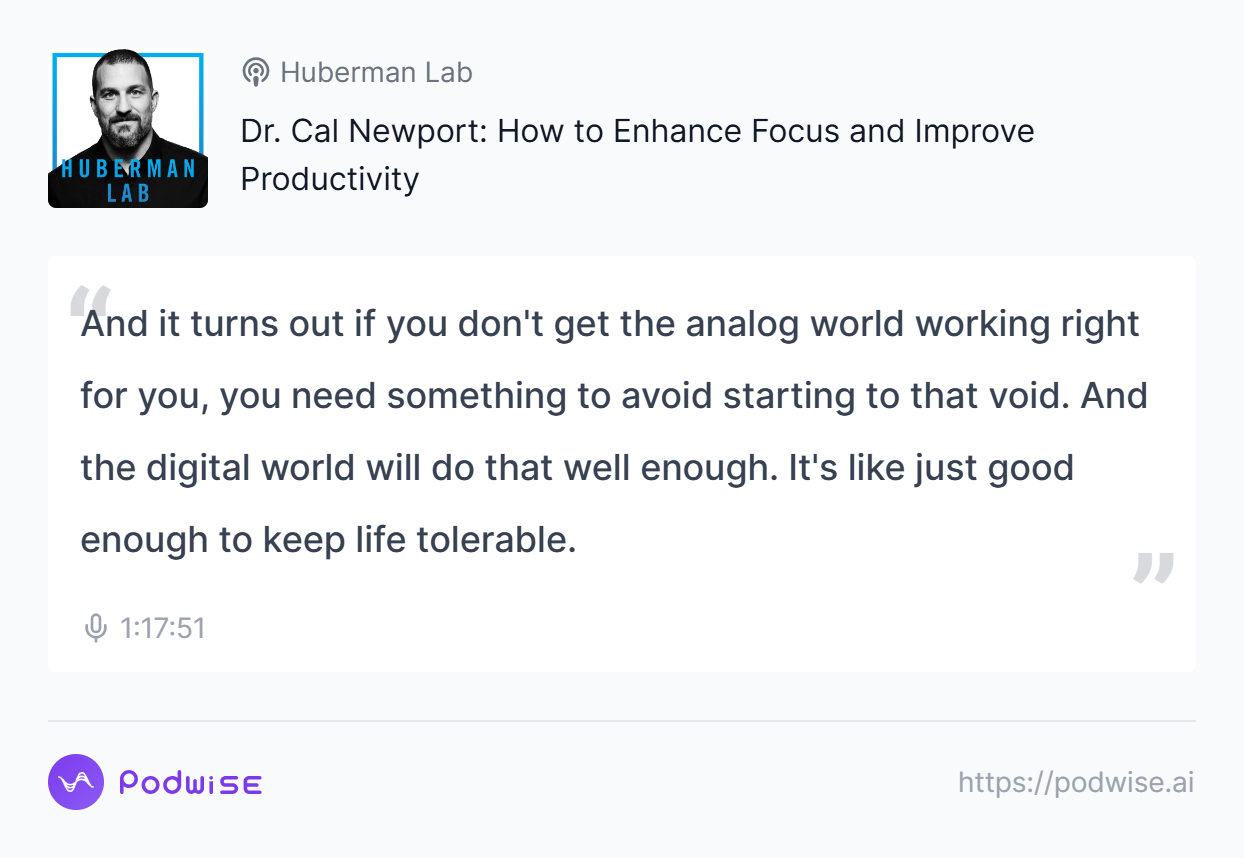 HUBERMAN
LAB
Huberman Lab
Dr. Cal Newport: How to Enhance Focus and Improve
Productivity
“
And it turns out if you don't get the analog world working right
for you, you need something to avoid starting to that void. And
the digital world will do that well enough. It's like just good
enough to keep life tolerable.
”
1:17:51
Podwise
https://podwise.ai